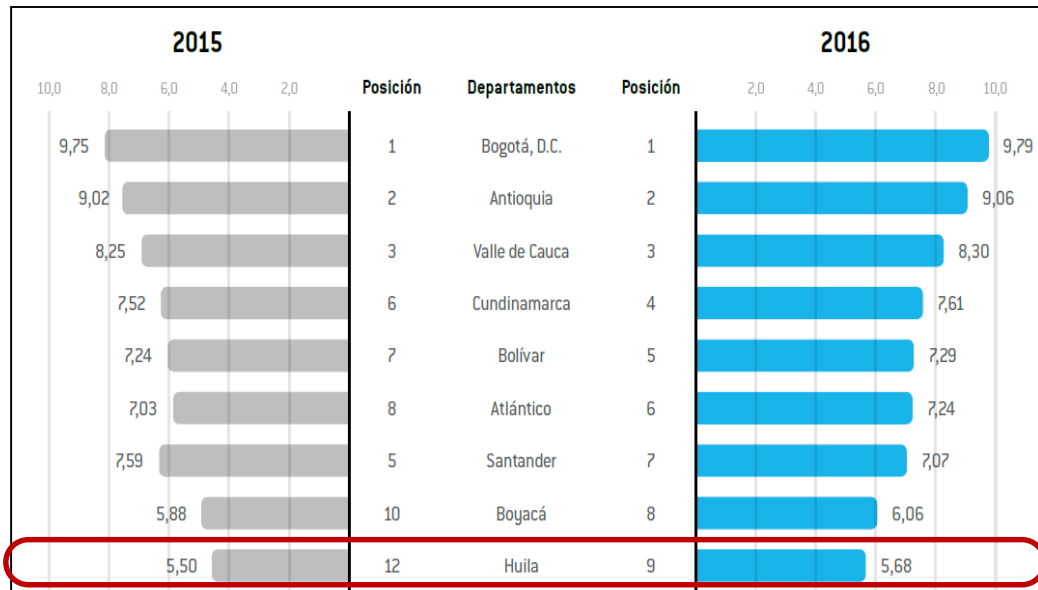 2015 2016
10,0 8,0 6,0 4,0 2,0 Posición Departamentos Posición 2,0 4,0 6,0 8,0 10,0
9,75 1 Bogotá, D.C. 1 9,79
9,02 2 Antioquia 2 9,06
8,25 3 Valle de Cauca 3 8,30
7,52 6 Cundinamarca 4 7,61
7,24 7 Bolívar 5 7,29
7,03 8 Atlántico 6 7,24
7,59 5 Santander 7 7,07
5,88 10 Boyacá 8 6,06
5,50 12 Huila 9 5,68